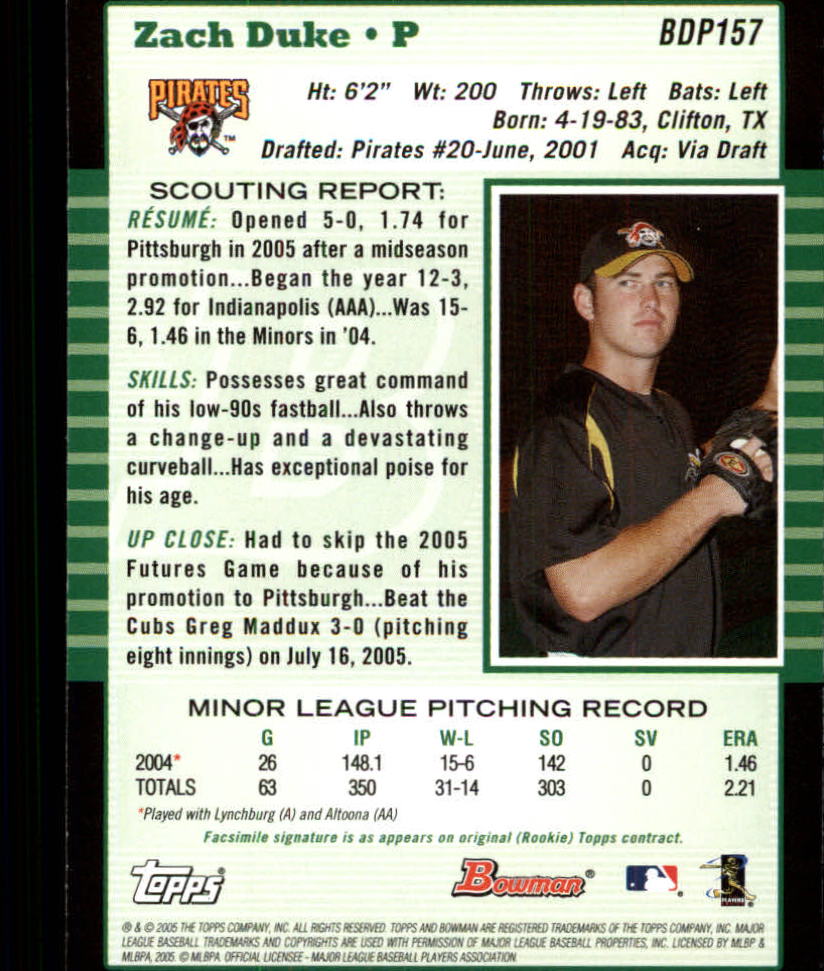 Zach Duke • P
BDP157
PIRATES
TM
Ht: 6'2" Wt: 200 Throws: Left Bats: Left
Born: 4-19-83, Clifton, TX
Drafted: Pirates #20-June, 2001 Acq: Via Draft
SCOUTING REPORT:
RÉSUMÉ: Opened 5-0, 1.74 for
Pittsburgh in 2005 after a midseason
promotion...Began the year 12-3,
2.92 for Indianapolis (AAA)...Was 15-
6, 1.46 in the Minors in '04.
SKILLS: Possesses great command
of his low-90s fastball...Also throws
a change-up and a devastating
curveball...Has exceptional poise for
his age.
UP CLOSE: Had to skip the 2005
Futures Game because of his
promotion to Pittsburgh...Beat the
Cubs Greg Maddux 3-0 (pitching
eight innings) on July 16, 2005.
MINOR LEAGUE PITCHING RECORD
G IP W-L SO SV ERA
2004* 26 148.1 15-6 142 0 1.46
TOTALS 63 350 31-14 303 0 2.21
*Played with Lynchburg (A) and Altoona (AA)
Facsimile signature is as appears on original (Rookie) Topps contract.
Topps®
Bowman®
®
PLAYERS
® & © 2005 THE TOPPS COMPANY, INC. ALL RIGHTS RESERVED. TOPPS AND BOWMAN ARE REGISTERED TRADEMARKS OF THE TOPPS COMPANY, INC. MAJOR
LEAGUE BASEBALL TRADEMARKS AND COPYRIGHTS ARE USED WITH PERMISSION OF MAJOR LEAGUE BASEBALL PROPERTIES, INC. LICENSED BY MLBP &
MLBPA, 2005. © MLBPA. OFFICIAL LICENSEE - MAJOR LEAGUE BASEBALL PLAYERS ASSOCIATION.